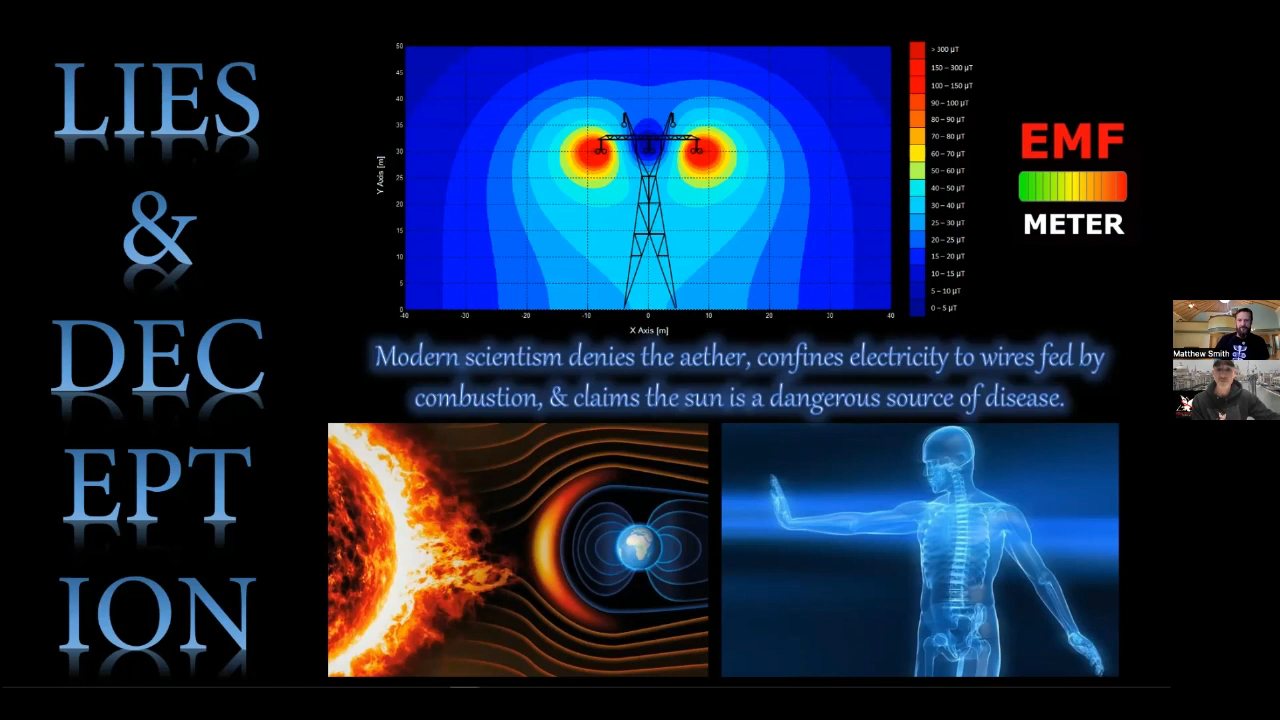 LIES
&
DEC
EPT
ION
50
45
40
35
30
25
20
15
10
5
0
Y Axis [m]
-40
-30
-20
-10
0
10
20
30
40
X Axis [m]
> 300 µT
150 – 300 µT
100 – 150 µT
90 – 100 µT
80 – 90 µT
70 – 80 µT
60 – 70 µT
50 – 60 µT
40 – 50 µT
30 – 40 µT
25 – 30 µT
20 – 25 µT
15 – 20 µT
10 – 15 µT
5 – 10 µT
0 – 5 µT
EMF
METER
Modern scientism denies the aether, confines electricity to wires fed by
combustion, & claims the sun is a dangerous source of disease.
Matthew Smith